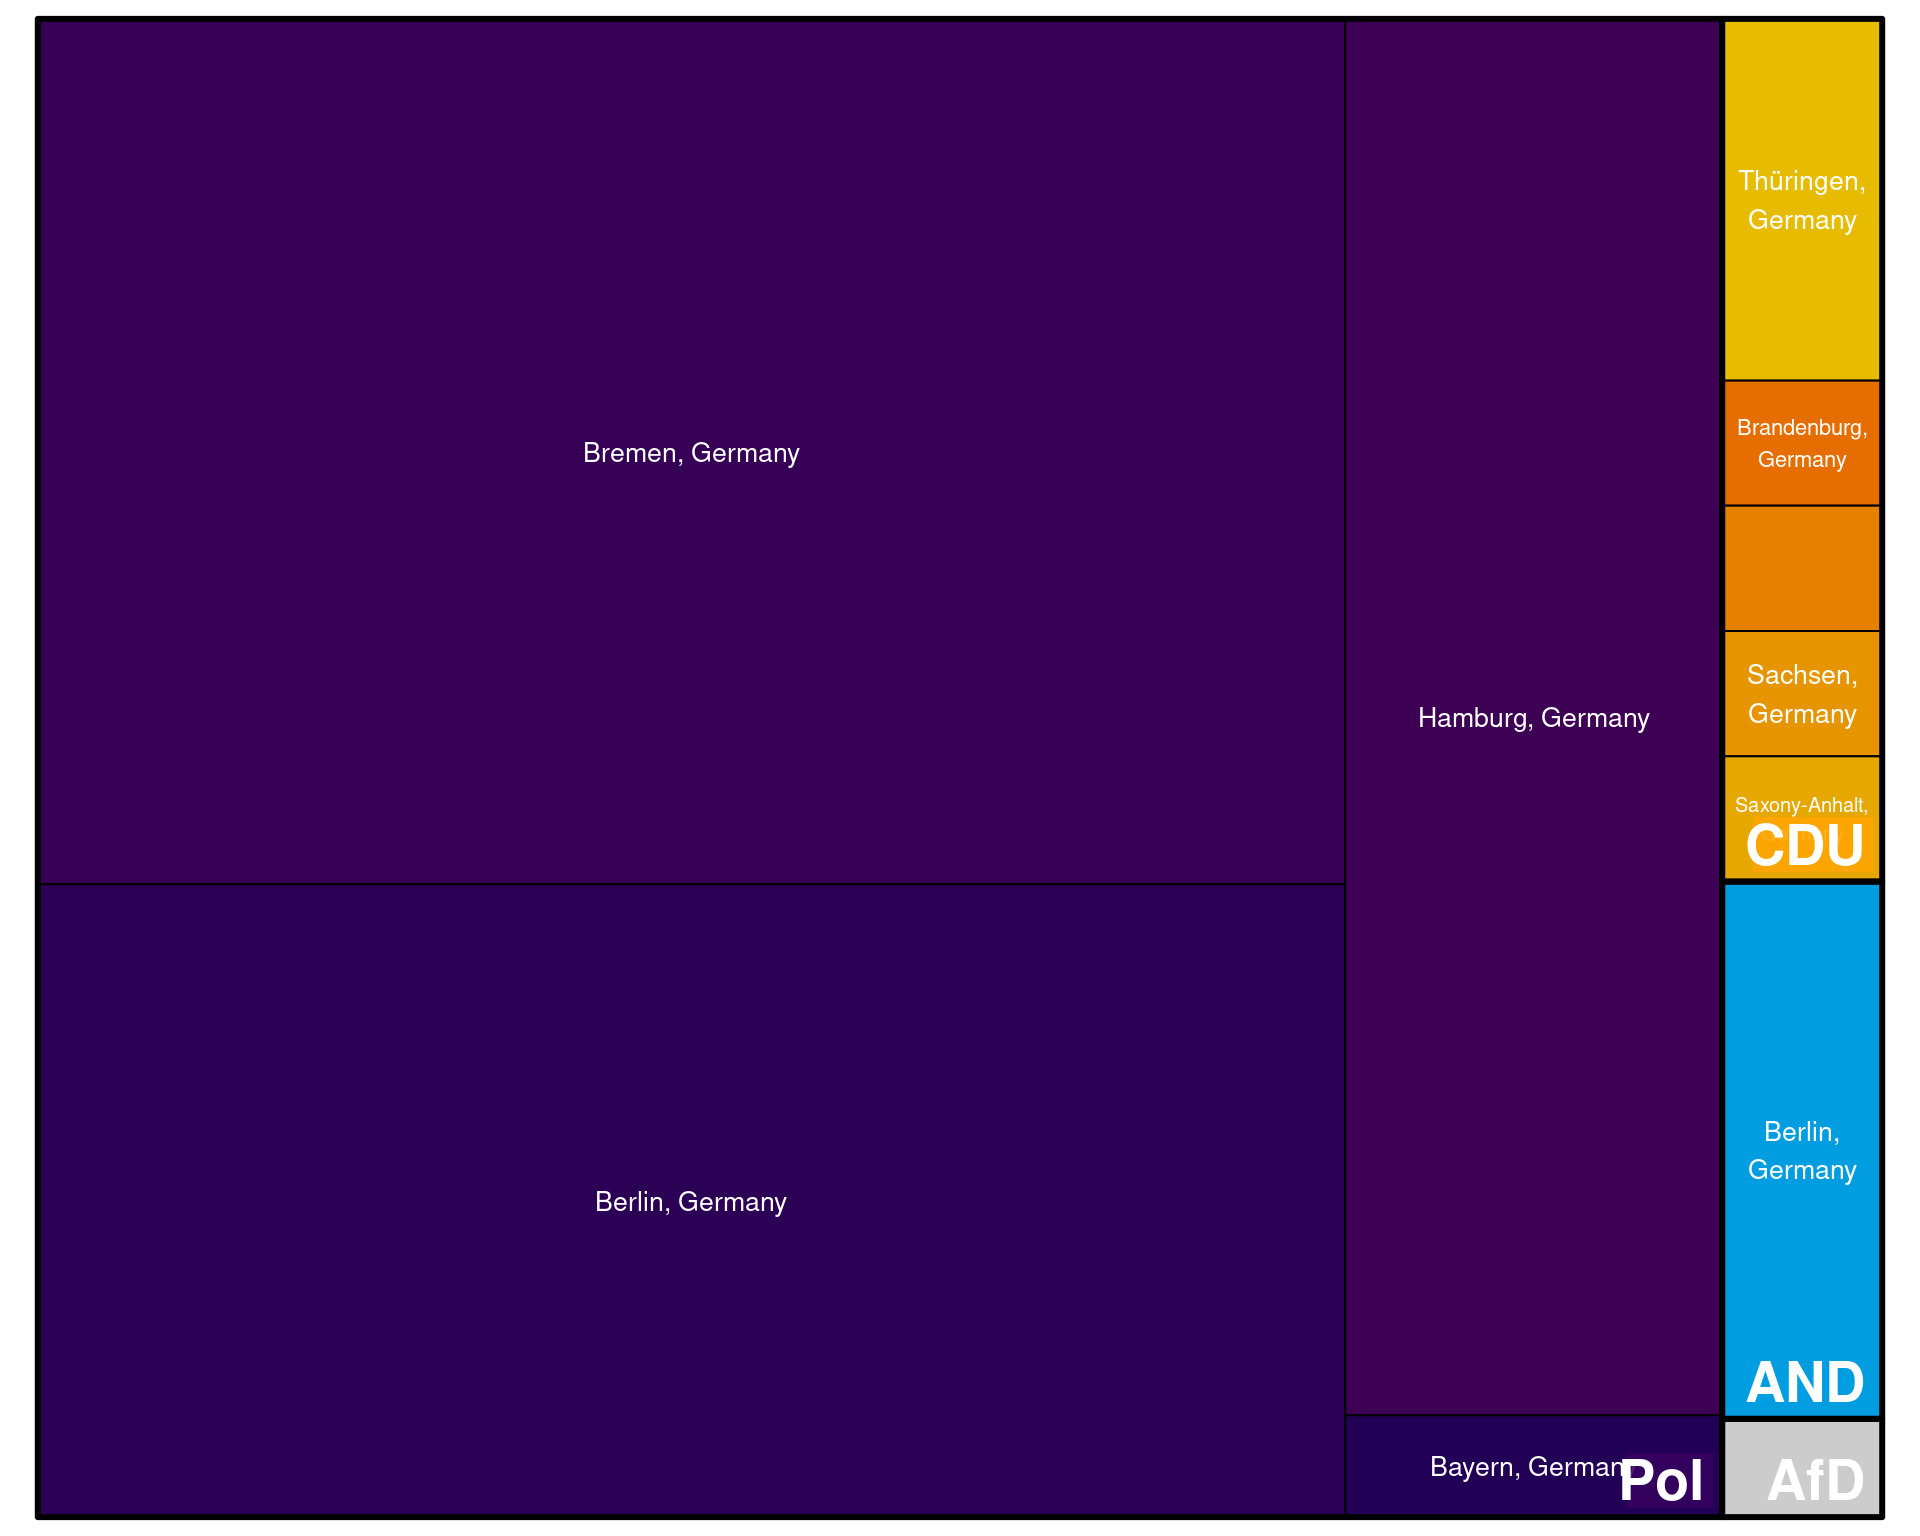 Bremen, Germany
Berlin, Germany
Hamburg, Germany
Bayern, German
Pol
Thüringen,
Germany
Brandenburg,
Germany
Sachsen,
Germany
Saxony-Anhalt,
CDU
Berlin,
Germany
AND
AfD